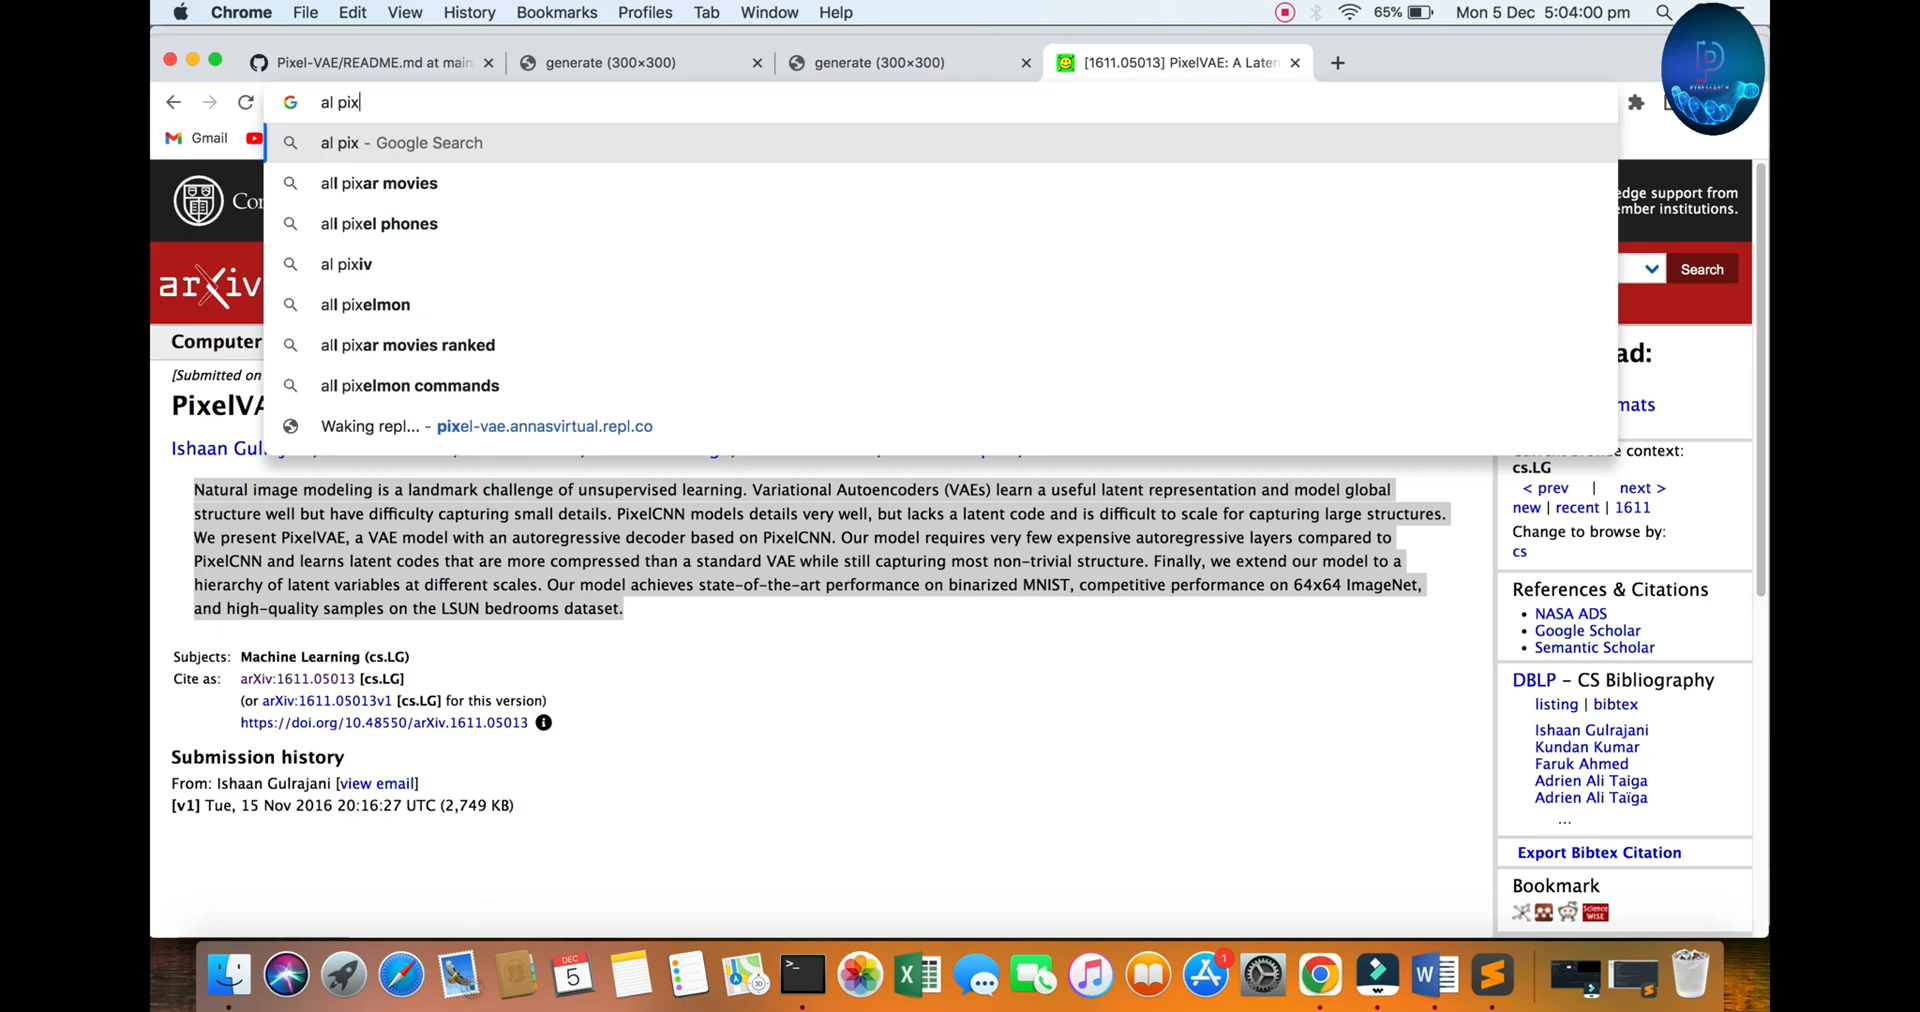 Chrome File Edit View History Bookmarks Profiles Tab Window Help 65% Mon 5 Dec 5:04:00 pm
Pixel-VAE/README.md at main generate (300×300) generate (300×300) [1611.05013] PixelVAE: A Laten
al pix
Gmail
al pix - Google Search
all pixar movies
all pixel phones
al pixiv
all pixelmon
all pixar movies ranked
all pixelmon commands
Waking repl... - pixel-vae.annasvirtual.repl.co
PYRESEARCH
edge support from
ember institutions.
arXiv
Search
Computer
[Submitted on
PixelVA
Ishaan Gul
ad:
mats
Natural image modeling is a landmark challenge of unsupervised learning. Variational Autoencoders (VAEs) learn a useful latent representation and model global
structure well but have difficulty capturing small details. PixelCNN models details very well, but lacks a latent code and is difficult to scale for capturing large structures.
We present PixelVAE, a VAE model with an autoregressive decoder based on PixelCNN. Our model requires very few expensive autoregressive layers compared to
PixelCNN and learns latent codes that are more compressed than a standard VAE while still capturing most non-trivial structure. Finally, we extend our model to a
hierarchy of latent variables at different scales. Our model achieves state-of-the-art performance on binarized MNIST, competitive performance on 64x64 ImageNet,
and high-quality samples on the LSUN bedrooms dataset.
Subjects: Machine Learning (cs.LG)
Cite as: arXiv:1611.05013 [cs.LG]
(or arXiv:1611.05013v1 [cs.LG] for this version)
https://doi.org/10.48550/arXiv.1611.05013
Submission history
From: Ishaan Gulrajani [view email]
[v1] Tue, 15 Nov 2016 20:16:27 UTC (2,749 KB)
Current browse context:
cs.LG
< prev | next >
new | recent | 1611
Change to browse by:
cs
References & Citations
NASA ADS
Google Scholar
Semantic Scholar
DBLP - CS Bibliography
listing | bibtex
Ishaan Gulrajani
Kundan Kumar
Faruk Ahmed
Adrien Ali Taiga
Adrien Ali Taïga
...
Export Bibtex Citation
Bookmark
Science
WISE
DEC
5
1